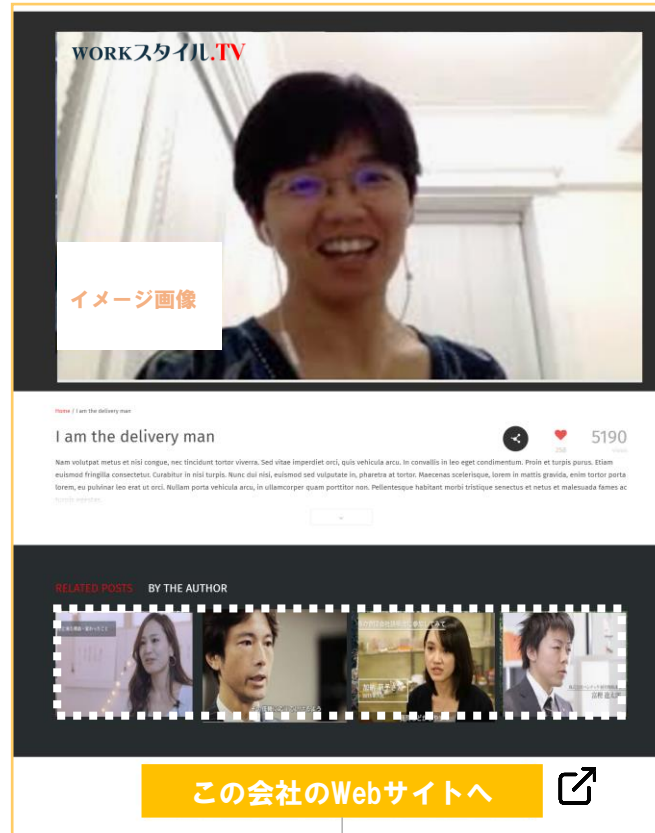 WORKスタイル.TV
イメージ画像
Home / I am the delivery man
I am the delivery man
5190
Nam volutpat metus et nisi congue, nec tincidunt tortor viverra. Sed vitae imperdiet orci, quis vehicula arcu. In convallis in leo eget condimentum. Proin et turpis purus. Etiam
euismod fringilla consectetur. Curabitur in nisi turpis. Nunc dui nisi, euismod sed vulputate in, pharetra at tortor. Maecenas scelerisque, lorem in mattis gravida, enim tortor porta
lorem, eu pulvinar leo erat ut orci. Nullam porta vehicula arcu, in ullamcorper quam porttitor non. Pellentesque habitant morbi tristique senectus et netus et malesuada fames ac
RELATED POSTS BY THE AUTHOR
この会社のWebサイトへ